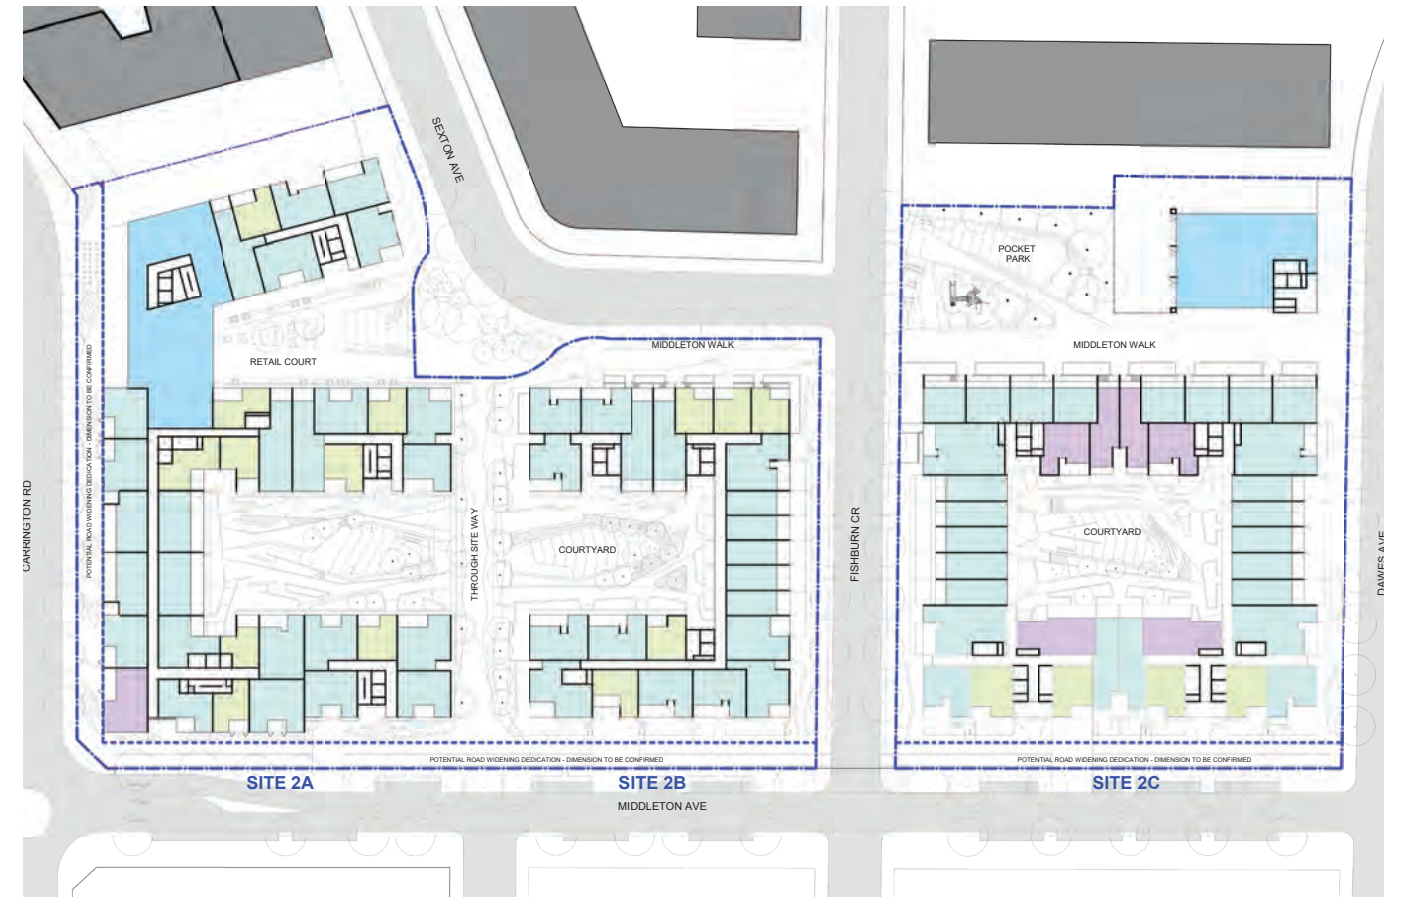 SEXTON AVE
POCKET
PARK
MIDDLETON WALK
MIDDLETON WALK
RETAIL COURT
POTENTIAL ROAD WIDENING DEDICATION - DIMENSION TO BE CONFIRMED
CARRINGTON RD
THROUGH SITE WAY
COURTYARD
FISHBURN CR
COURTYARD
DAWES AVE
POTENTIAL ROAD WIDENING DEDICATION - DIMENSION TO BE CONFIRMED
POTENTIAL ROAD WIDENING DEDICATION - DIMENSION TO BE CONFIRMED
SITE 2A
SITE 2B
SITE 2C
MIDDLETON AVE